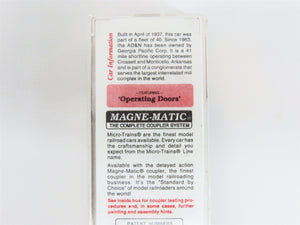 Car Information
Built in April of 1937, this car was
part of a fleet of 40. Since 1963,
the AD&N has been owned by
Georgia Pacific Corp. It is a 41
mile shortline operating between
Crossett and Monticello, Arkansas
and is part of a conglomerate that
serves the largest interrelated mill
complex in the world.
FEATURING
'Operating Doors'
MAGNE-MATIC®
THE COMPLETE COUPLER SYSTEM
Micro-Trains® are the finest model
railroad cars available. Every car has
the craftsmanship and detail you
expect from the Micro-Trains® Line
name.
Available with the delayed action
Magne-Matic® coupler, the finest
coupler in the model railroading
business. It's the "Standard by
Choice" of model railroaders around
the world!
See inside hub for coupler testing pro-
cedures and, in some cases, further
painting and assembly hints.
PATENT NUMBERS